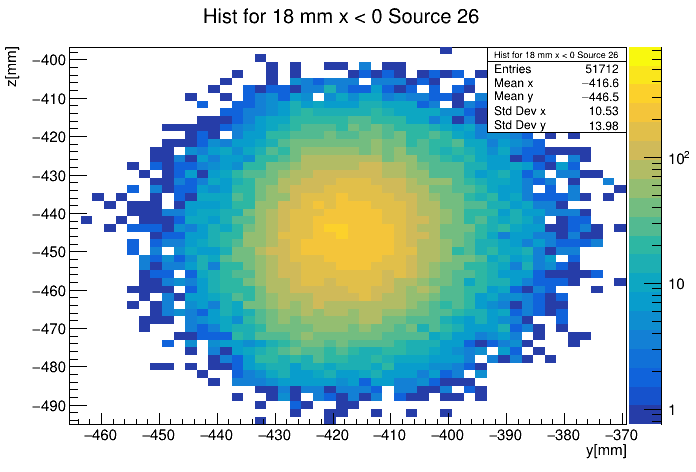 Hist for 18 mm x < 0 Source 26
z[mm]
−400
−410
−420
−430
−440
−450
−460
−470
−480
−490
Hist for 18 mm x < 0 Source 26
Entries 51712
Mean x −416.6
Mean y −446.5
Std Dev x 10.53
Std Dev y 13.98
10²
10
1
−460 −450 −440 −430 −420 −410 −400 −390 −380 −370
y[mm]